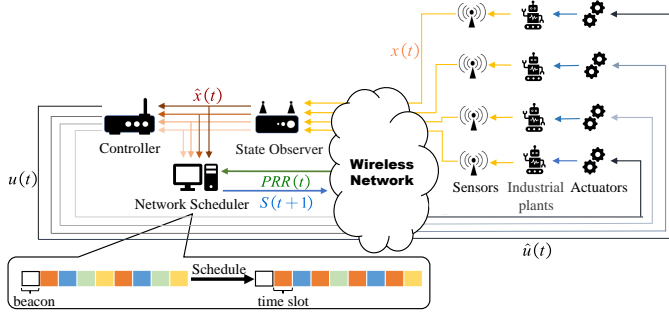 x(t)
x̂(t)
Controller
State Observer
Wireless
Network
Sensors
Industrial
plants
Actuators
u(t)
PRR(t)
S(t+1)
Network Scheduler
û(t)
Schedule
beacon
time slot